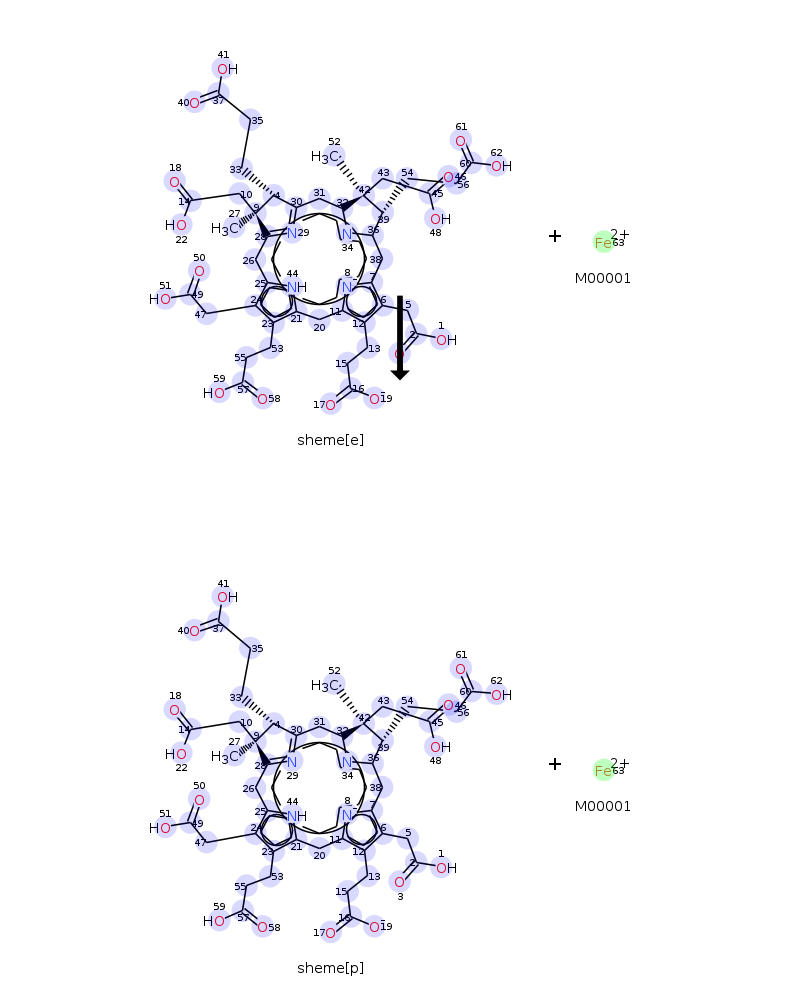 41
OH
40 O 37
35
52
H3C
61
O
60 62
OH
18
O
33
43 54
O 46
56
45
14 10 4 31 42
27 9 30 32 39
OH
48
HO
22
H3C
28 N 29 N 34 36
26 38
50
O
44 8 7
25 NH N-
51
HO 49 24 6 5
47 23 21 20 11 12
1
2 OH
53 13
55 15
59
HO 57 O 58
16
17 O O- 19
+
Fe 2+ 63
M00001
sheme[e]
41
OH
40 O 37
35
52
H3C
61
O
60 62
OH
18
O
33
43 54
O 46
56
45
14 10 4 31 42
27 9 30 32 39
OH
48
HO
22
H3C
28 N N 36
29 34
26 38
50
O
44 8 7
25 NH N-
51
HO 49 24 6 5
47 23 21 20 11 12
1
2 OH
O
3
53 13
55 15
59
HO 57 O 58
16
17 O O- 19
+
Fe 2+ 63
M00001
sheme[p]